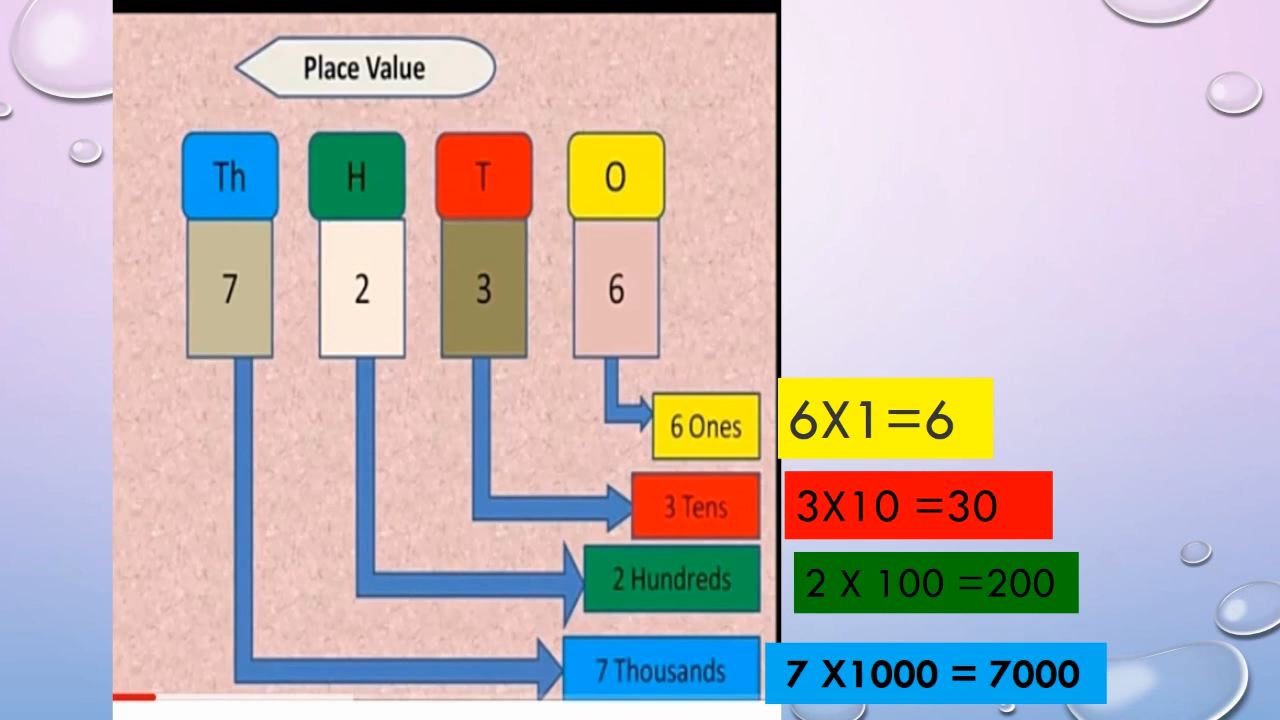 Place Value
Th H T O
7 2 3 6
6 Ones 6X1=6
3 Tens 3X10 =30
2 Hundreds 2 X 100 =200
7 Thousands 7 X1000 = 7000